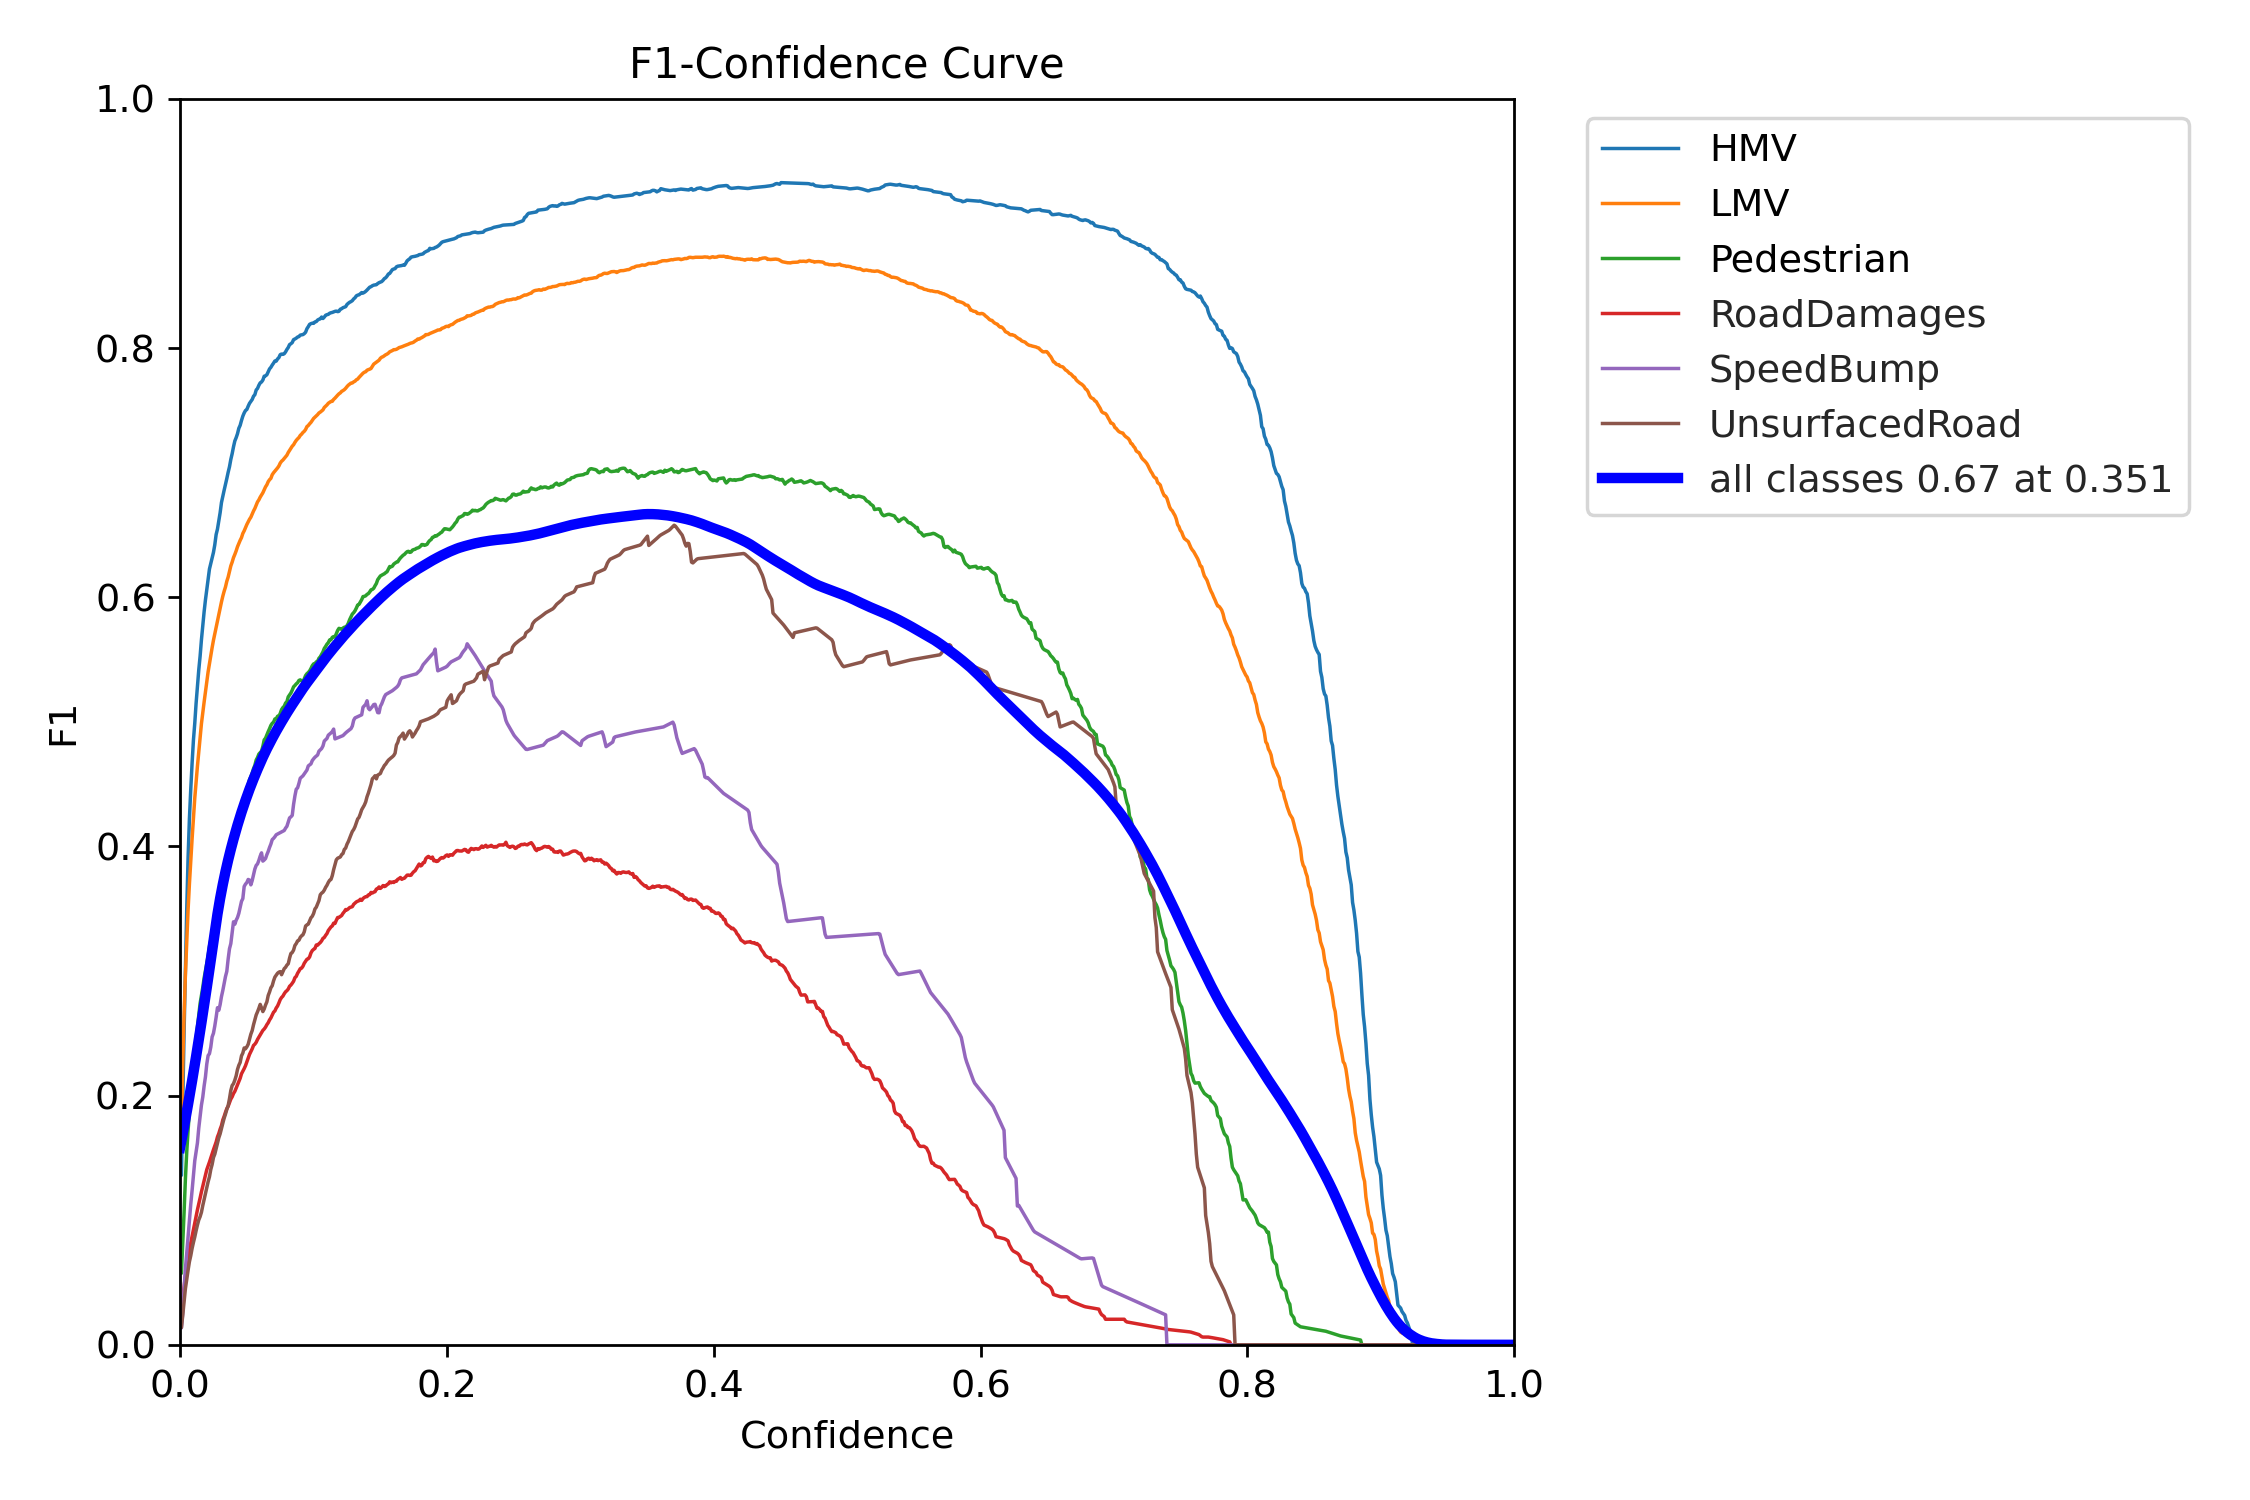 F1-Confidence Curve
1.0
0.8
0.6
0.4
0.2
0.0
F1
0.0 0.2 0.4 0.6 0.8 1.0
Confidence
HMV
LMV
Pedestrian
RoadDamages
SpeedBump
UnsurfacedRoad
all classes 0.67 at 0.351